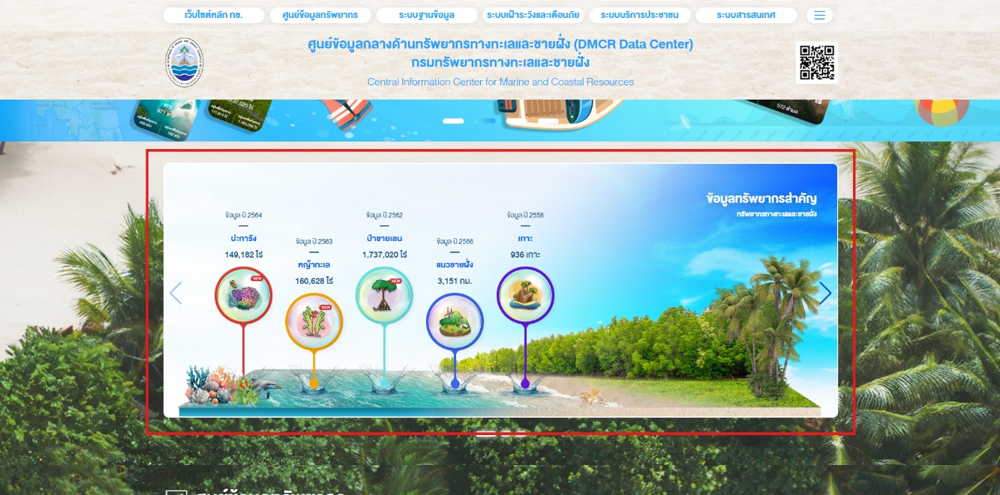 เว็บไซต์หลัก ทช.
ศูนย์ข้อมูลทรัพยากร
ระบบฐานข้อมูล
ระบบเฝ้าระวังและเตือนภัย
ระบบบริการประชาชน
ระบบสารสนเทศ
ศูนย์ข้อมูลกลางด้านทรัพยากรทางทะเลและชายฝั่ง (DMCR Data Center)
กรมทรัพยากรทางทะเลและชายฝั่ง
Central Information Center for Marine and Coastal Resources
572 ตำบล
ข้อมูลทรัพยากรสำคัญ
ทรัพยากรทางทะเลและชายฝั่ง
ข้อมูล ปี 2564
ปะการัง
149,182 ไร่
NEW
ข้อมูล ปี 2563
หญ้าทะเล
160,628 ไร่
NEW
ข้อมูล ปี 2562
ป่าชายเลน
1,737,020 ไร่
NEW
ข้อมูล ปี 2566
แนวชายฝั่ง
3,151 กม.
ข้อมูล ปี 2558
เกาะ
936 เกาะ